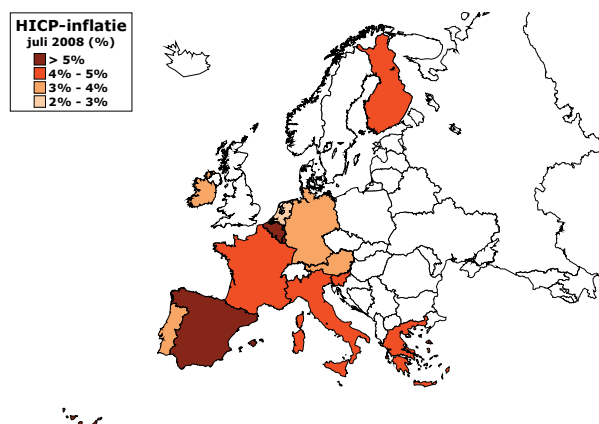 HICP-inflatie
juli 2008 (%)
> 5%
4% - 5%
3% - 4%
2% - 3%